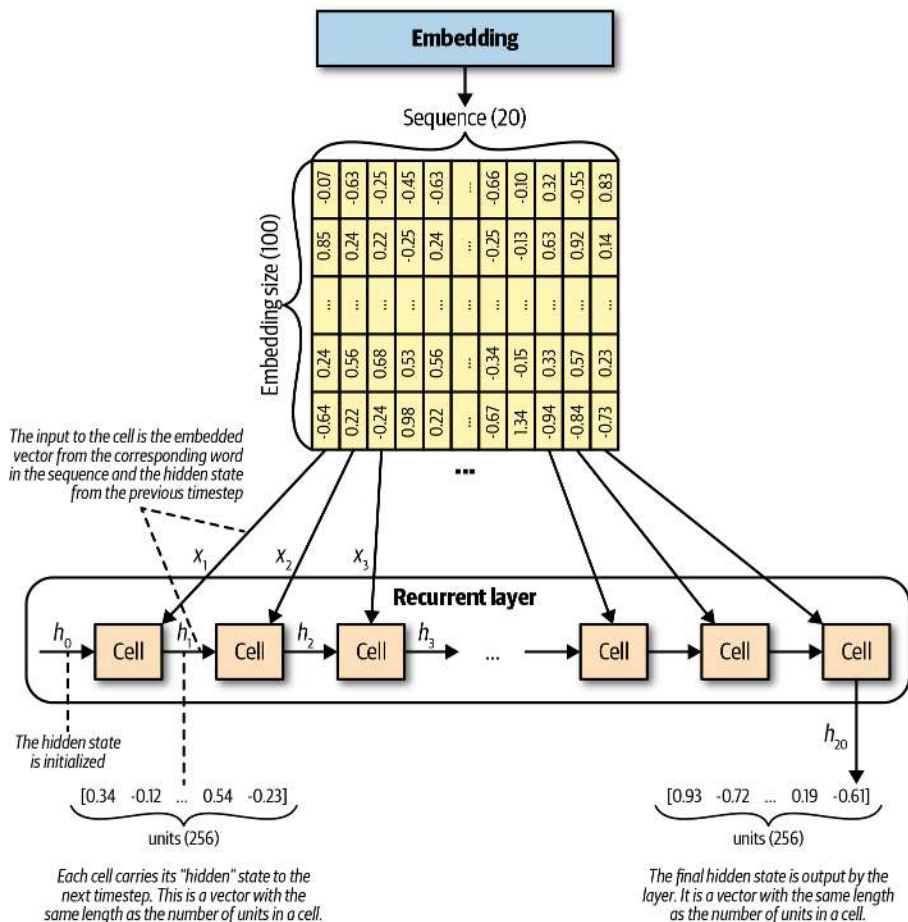 Embedding
Sequence (20)
Embedding size (100)
-0.07 -0.63 -0.25 -0.45 -0.63 ... -0.66 -0.10 0.32 -0.55 0.83
0.85 0.24 0.22 -0.25 0.24 ... -0.25 -0.13 0.63 0.92 0.14
... ... ... ... ... ... ... ... ... ... ...
0.24 0.56 0.68 0.53 0.56 ... -0.34 -0.15 0.33 0.57 0.23
-0.64 0.22 -0.24 0.98 0.22 ... -0.67 1.34 -0.94 -0.84 -0.73
...
The input to the cell is the embedded
vector from the corresponding word
in the sequence and the hidden state
from the previous timestep
x₁ x₂ x₃
Recurrent layer
h₀ Cell h₁ Cell h₂ Cell h₃ ... Cell Cell Cell
h₂₀
The hidden state
is initialized
[0.34 -0.12 ... 0.54 -0.23]
units (256)
Each cell carries its "hidden" state to the
next timestep. This is a vector with the
same length as the number of units in a cell.
[0.93 -0.72 ... 0.19 -0.61]
units (256)
The final hidden state is output by the
layer. It is a vector with the same length
as the number of units in a cell.